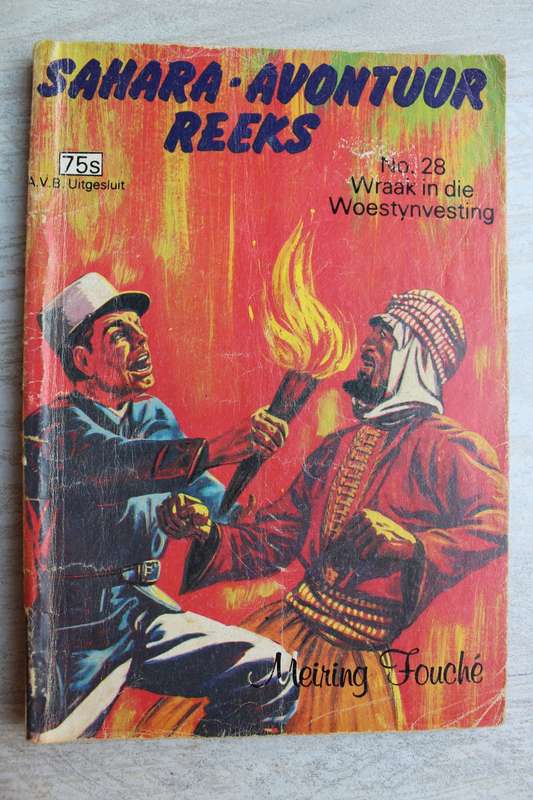 SAHARA-AVONTUUR
REEKS
75s
A.V.B. Uitgesluit
No. 28
Wraak in die
Woestynvesting
Meiring Fouché